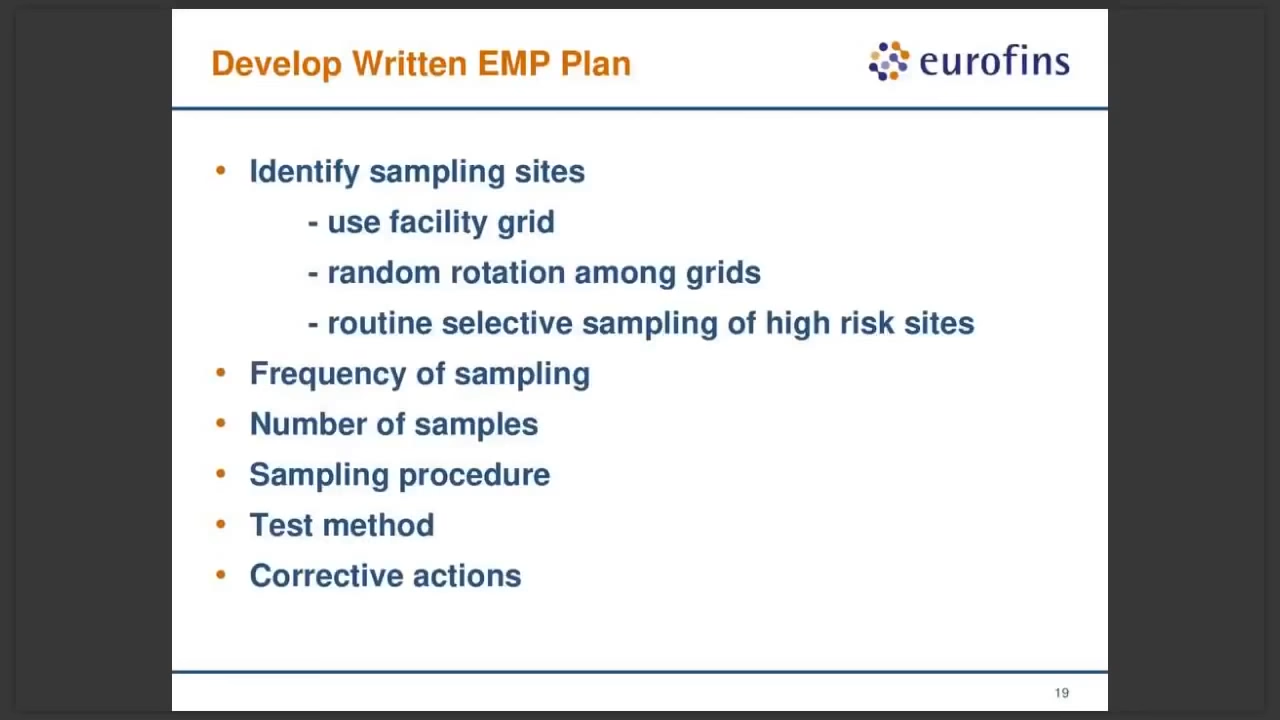 Develop Written EMP Plan
eurofins
• Identify sampling sites
- use facility grid
- random rotation among grids
- routine selective sampling of high risk sites
• Frequency of sampling
• Number of samples
• Sampling procedure
• Test method
• Corrective actions
19